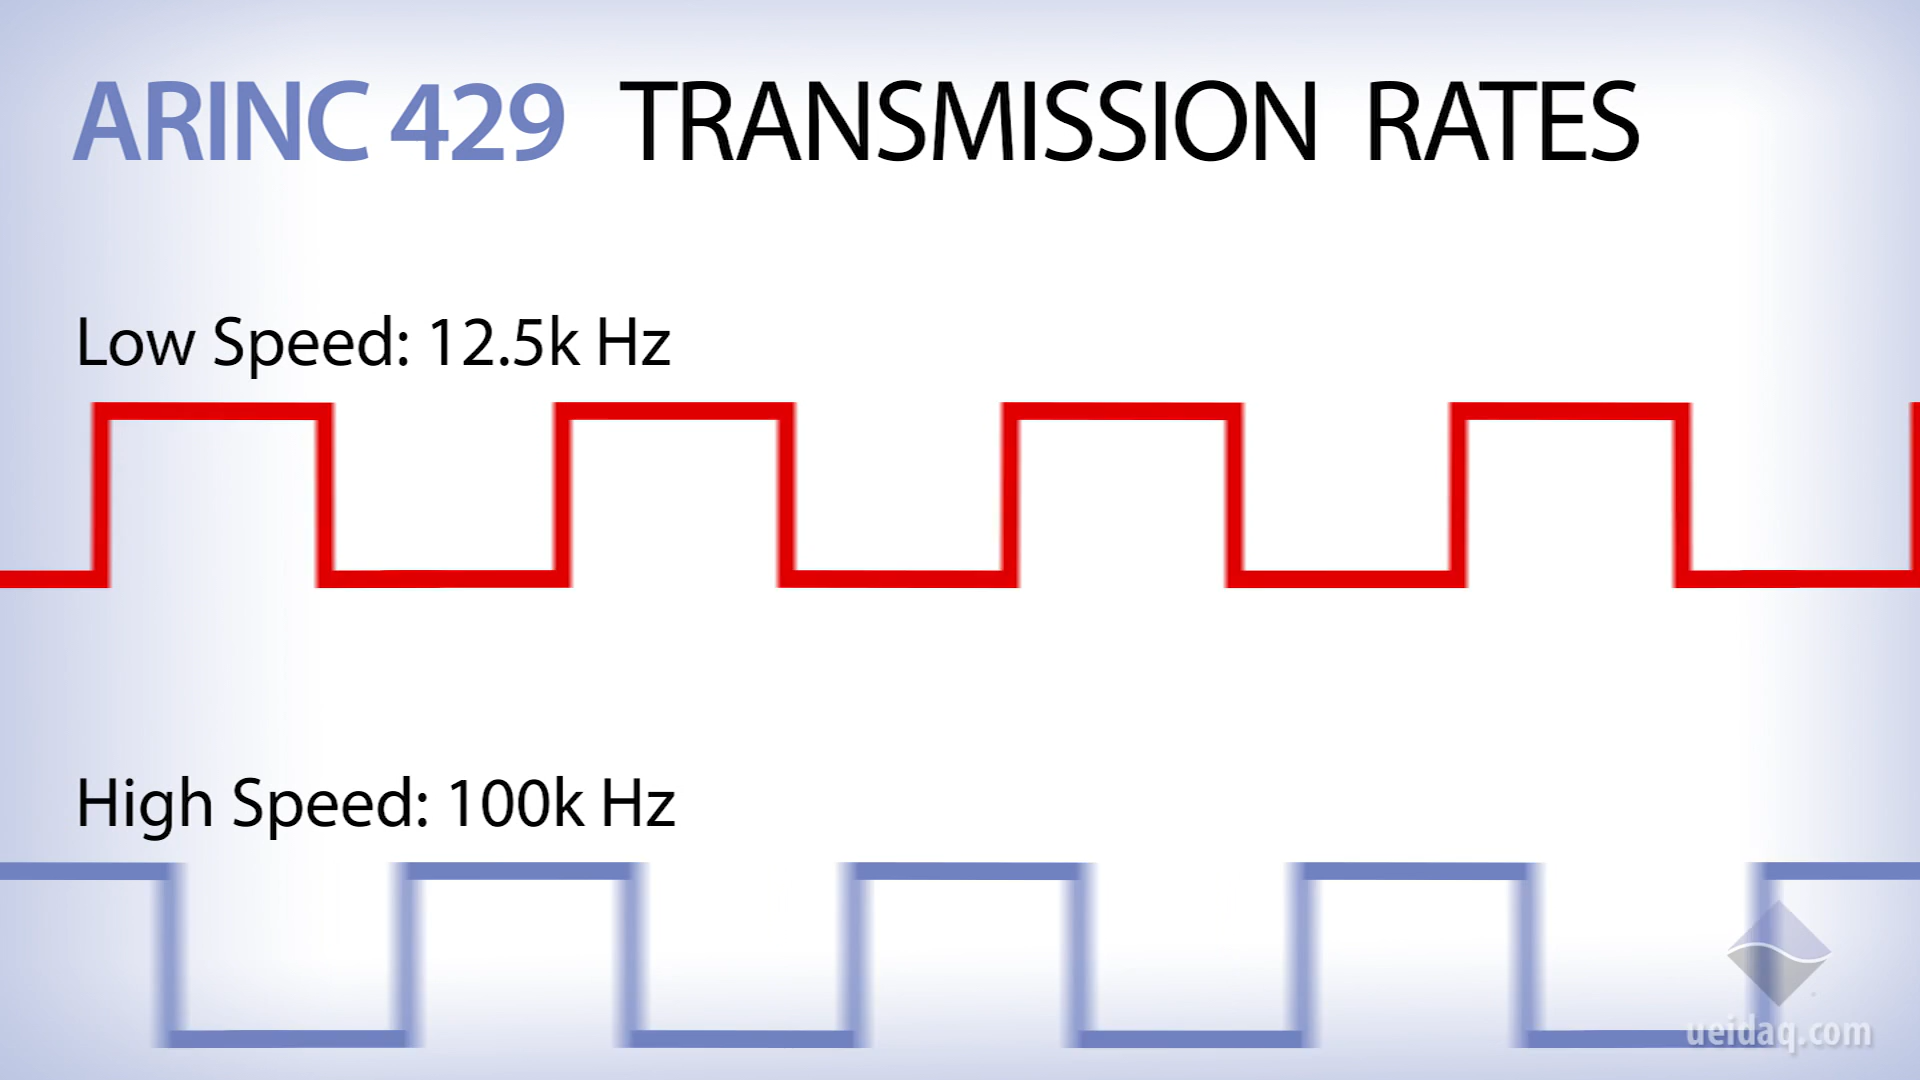 ARINC 429 TRANSMISSION RATES
Low Speed: 12.5k Hz
High Speed: 100k Hz
ueidaq.com